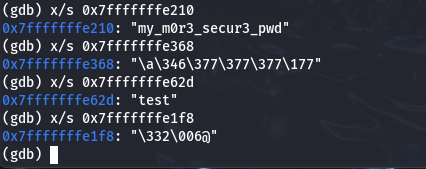 (gdb) x/s 0x7fffffffe210
0x7fffffffe210: "my_m0r3_secur3_pwd"
(gdb) x/s 0x7fffffffe368
0x7fffffffe368: "\a\346\377\377\377\177"
(gdb) x/s 0x7fffffffe62d
0x7fffffffe62d: "test"
(gdb) x/s 0x7fffffffe1f8
0x7fffffffe1f8: "\332\006@"
(gdb)